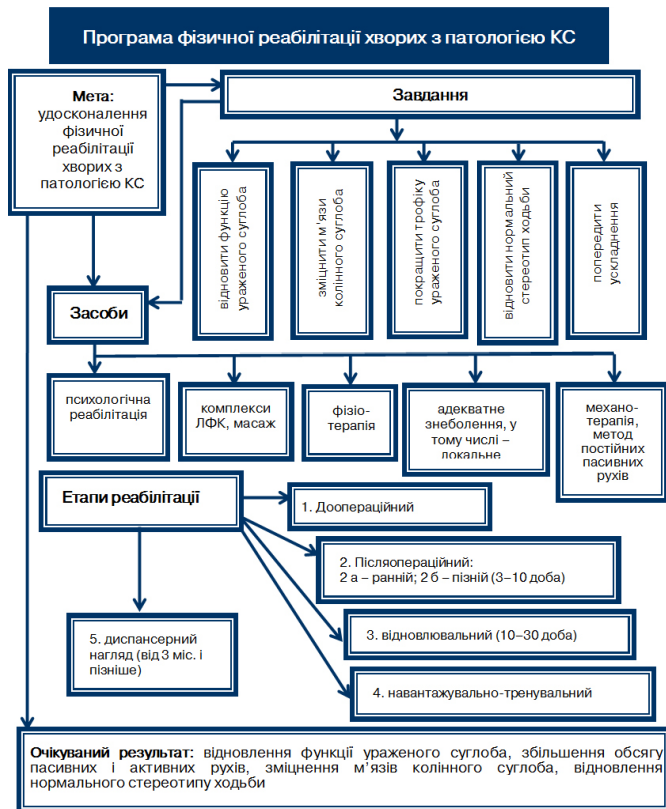 Програма фізичної реабілітації хворих з патологією КС
Мета:
удосконалення
фізичної
реабілітації
хворих з
патологією КС
Завдання
відновити функцію
ураженого суглоба
зміцнити м’язи
колінного суглоба
покращити трофіку
ураженого суглоба
відновити нормальний
стереотип ходьби
попередити
ускладнення
Засоби
психологічна
реабілітація
комплекси
ЛФК, масаж
фізіо-
терапія
адекватне
знеболення, у
тому числі –
локальне
механо-
терапія,
метод
постійних
пасивних
рухів
Етапи реабілітації
1. Доопераційний
2. Післяопераційний:
2 а – ранній; 2 б – пізній (3–10 доба)
3. відновлювальний (10–30 доба)
4. навантажувально-тренувальний
5. диспансерний
нагляд (від 3 міс. і
пізніше)
Очікуваний результат: відновлення функції ураженого суглоба, збільшення обсягу
пасивних і активних рухів, зміцнення м’язів колінного суглоба, відновлення
нормального стереотипу ходьби